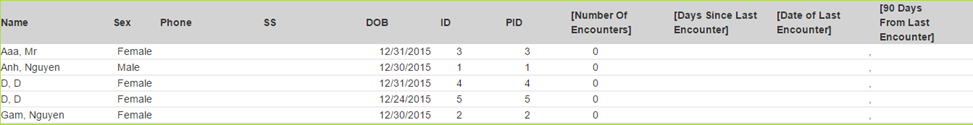 Name Sex Phone SS DOB ID PID [Number Of Encounters] [Days Since Last Encounter] [Date of Last Encounter] [90 Days From Last Encounter]
Aaa, Mr Female 12/31/2015 3 3 0 ,
Anh, Nguyen Male 12/30/2015 1 1 0 ,
D, D Female 12/31/2015 4 4 0 ,
D, D Female 12/24/2015 5 5 0 ,
Gam, Nguyen Female 12/30/2015 2 2 0 ,